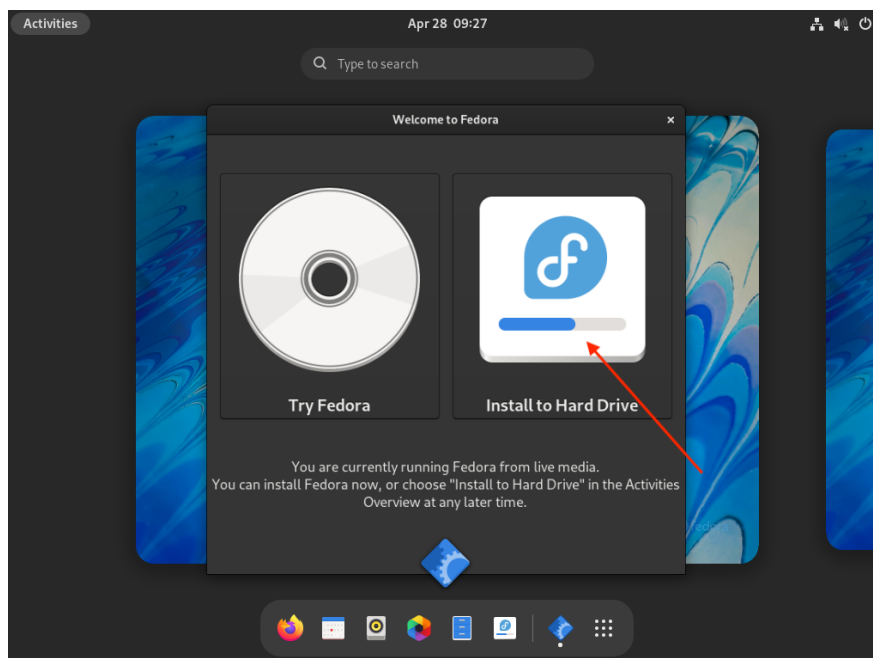 Activities
Apr 28 09:27
Type to search
Welcome to Fedora
Try Fedora
Install to Hard Drive
You are currently running Fedora from live media.
You can install Fedora now, or choose "Install to Hard Drive" in the Activities
Overview at any later time.
fedora